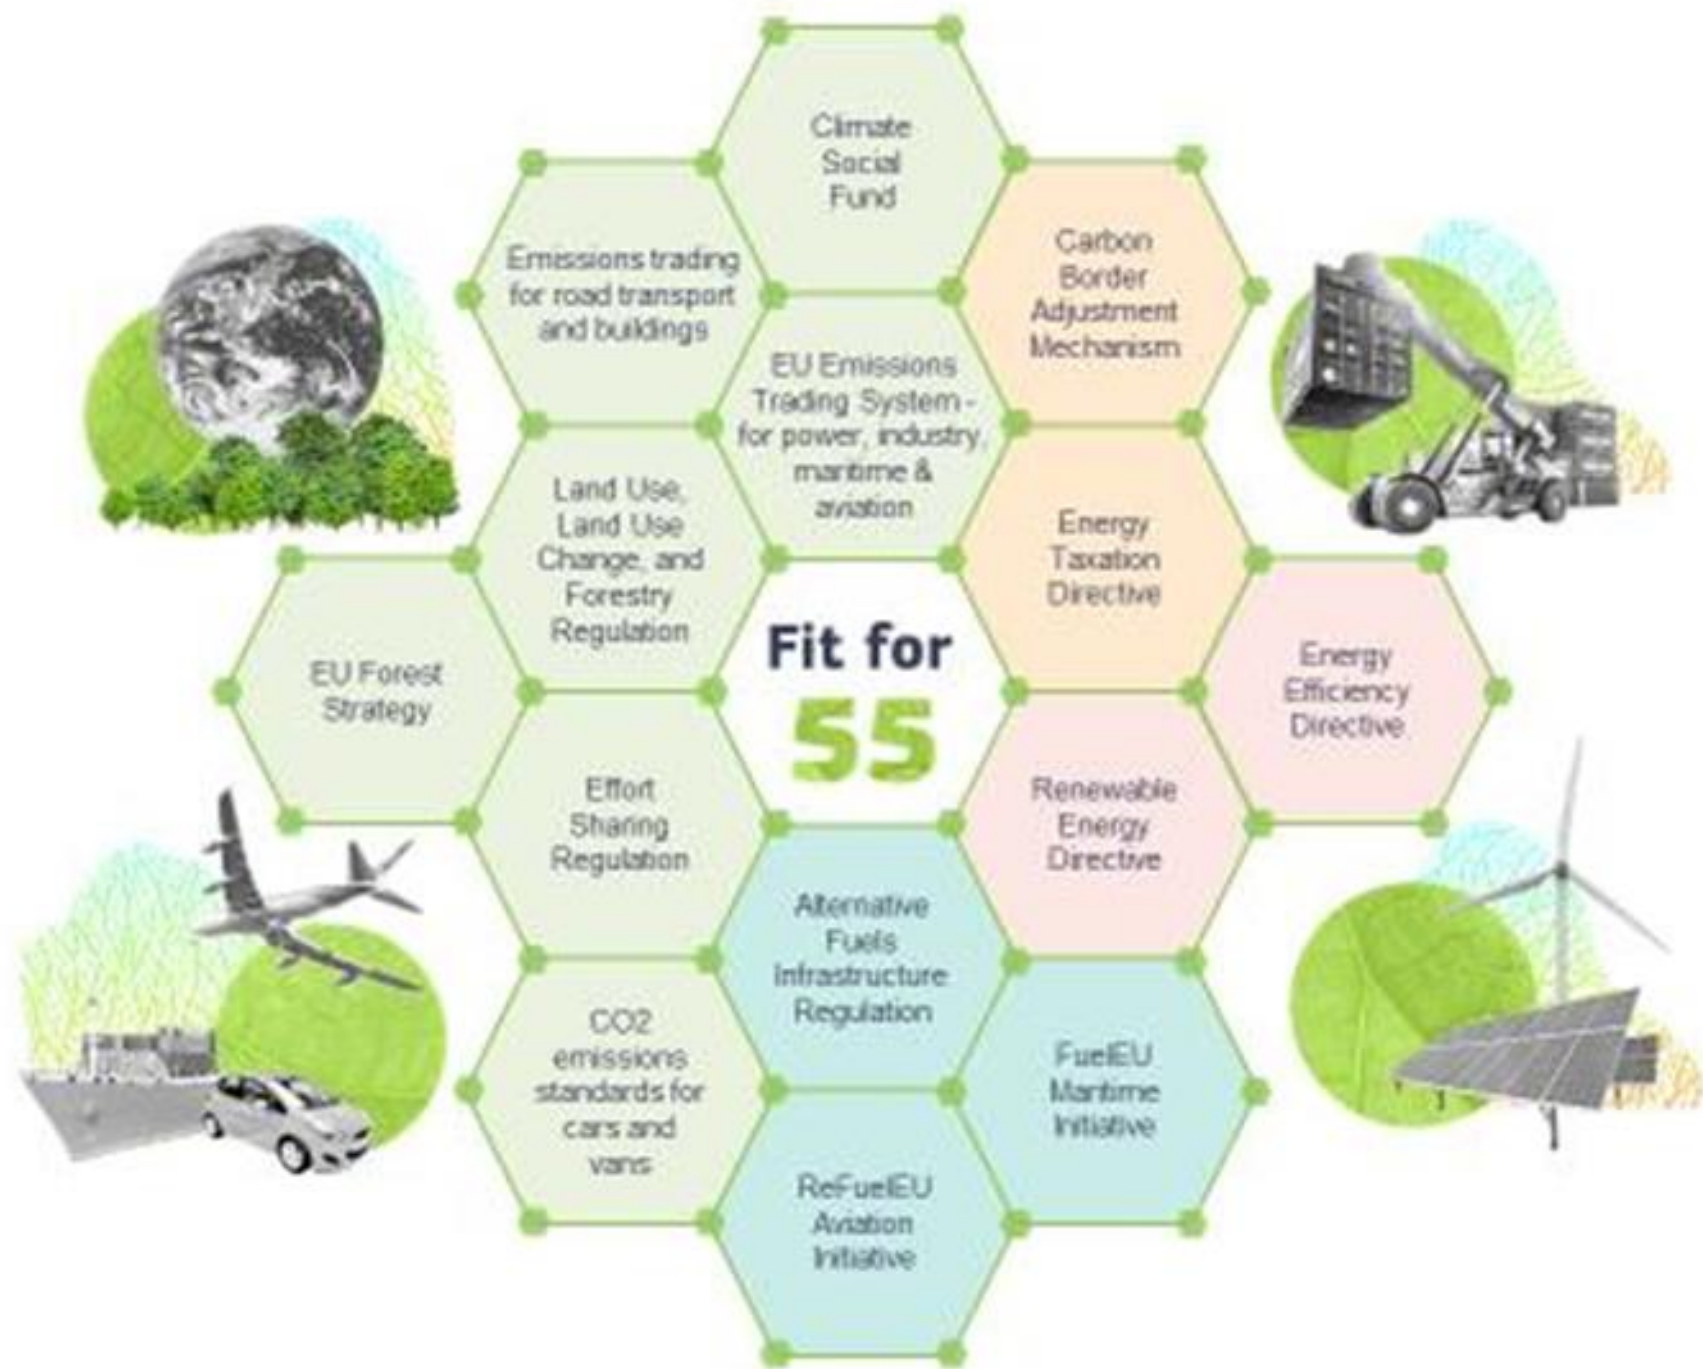 Climate
Social
Fund
Emissions trading
for road transport
and buildings
Carbon
Border
Adjustment
Mechanism
EU Emissions
Trading System -
for power, industry,
maritime &
aviation
Land Use,
Land Use
Change, and
Forestry
Regulation
Energy
Taxation
Directive
EU Forest
Strategy
Fit for
55
Energy
Efficiency
Directive
Effort
Sharing
Regulation
Renewable
Energy
Directive
Alternative
Fuels
Infrastructure
Regulation
CO2
emissions
standards for
cars and
vans
FuelEU
Maritime
Initiative
ReFuelEU
Aviation
Initiative